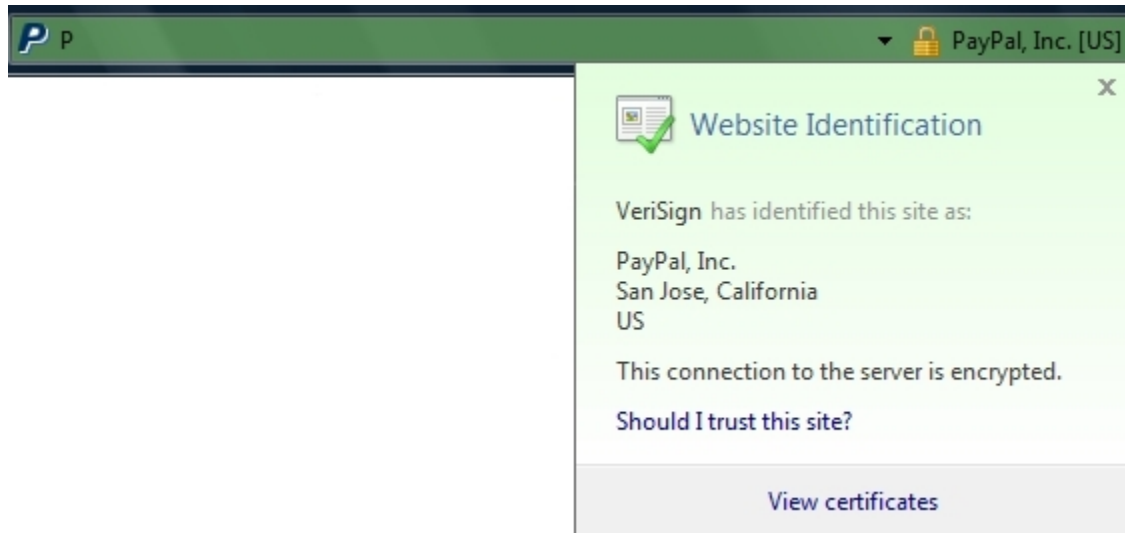 P PayPal, Inc. [US]
Website Identification
VeriSign has identified this site as:
PayPal, Inc.
San Jose, California
US
This connection to the server is encrypted.
Should I trust this site?
View certificates